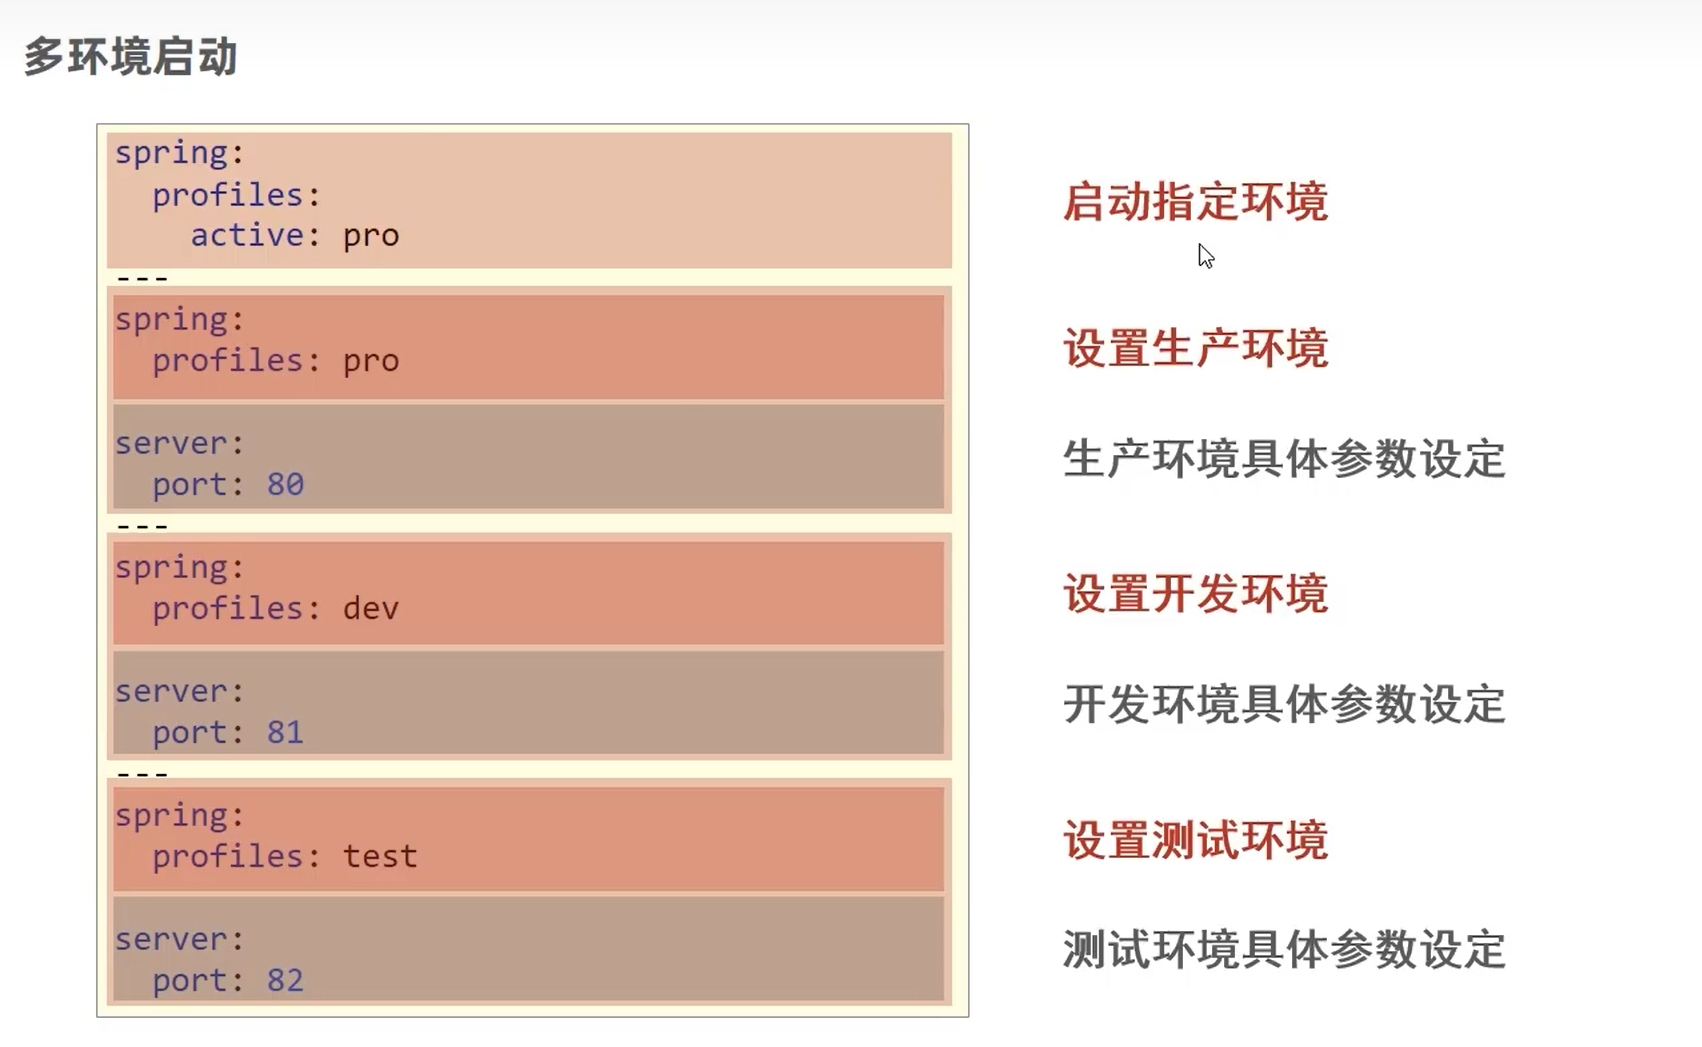 多环境启动
spring:
  profiles:
    active: pro
---
spring:
  profiles: pro
server:
  port: 80
---
spring:
  profiles: dev
server:
  port: 81
---
spring:
  profiles: test
server:
  port: 82
启动指定环境
设置生产环境
生产环境具体参数设定
设置开发环境
开发环境具体参数设定
设置测试环境
测试环境具体参数设定